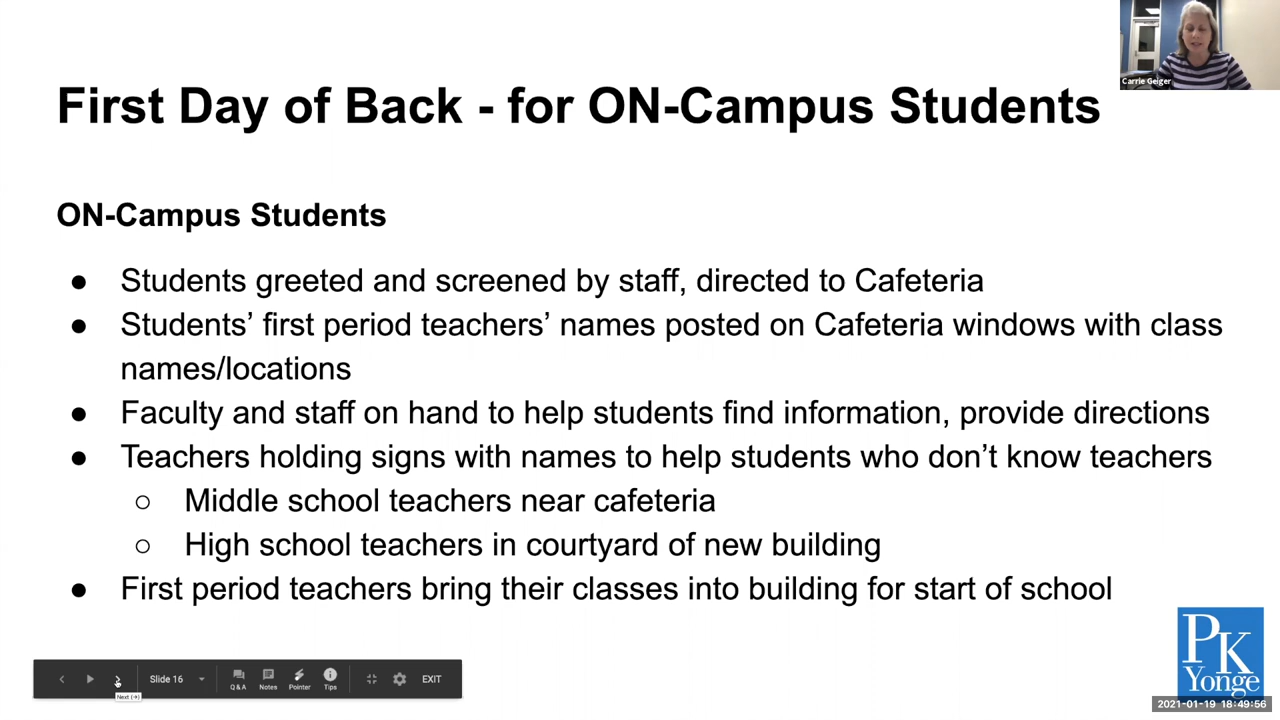 Carrie Geiger
First Day of Back - for ON-Campus Students
ON-Campus Students
● Students greeted and screened by staff, directed to Cafeteria
● Students’ first period teachers’ names posted on Cafeteria windows with class
names/locations
● Faculty and staff on hand to help students find information, provide directions
● Teachers holding signs with names to help students who don’t know teachers
○ Middle school teachers near cafeteria
○ High school teachers in courtyard of new building
● First period teachers bring their classes into building for start of school
PK
Yonge
Slide 16
Q & A
Notes
Pointer
Tips
EXIT
Next (→)
2021-01-19 18:49:56